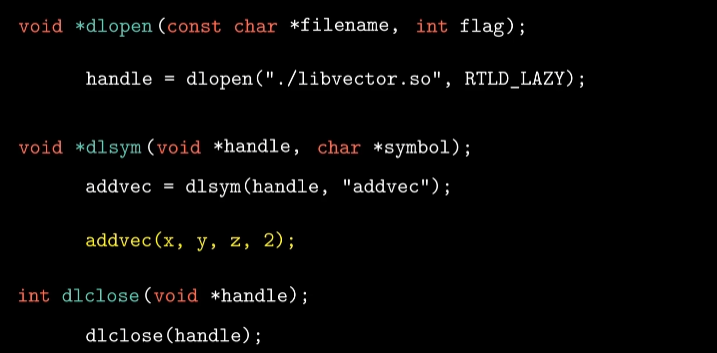 void *dlopen(const char *filename, int flag);
handle = dlopen("./libvector.so", RTLD_LAZY);
void *dlsym(void *handle, char *symbol);
addvec = dlsym(handle, "addvec");
addvec(x, y, z, 2);
int dlclose(void *handle);
dlclose(handle);